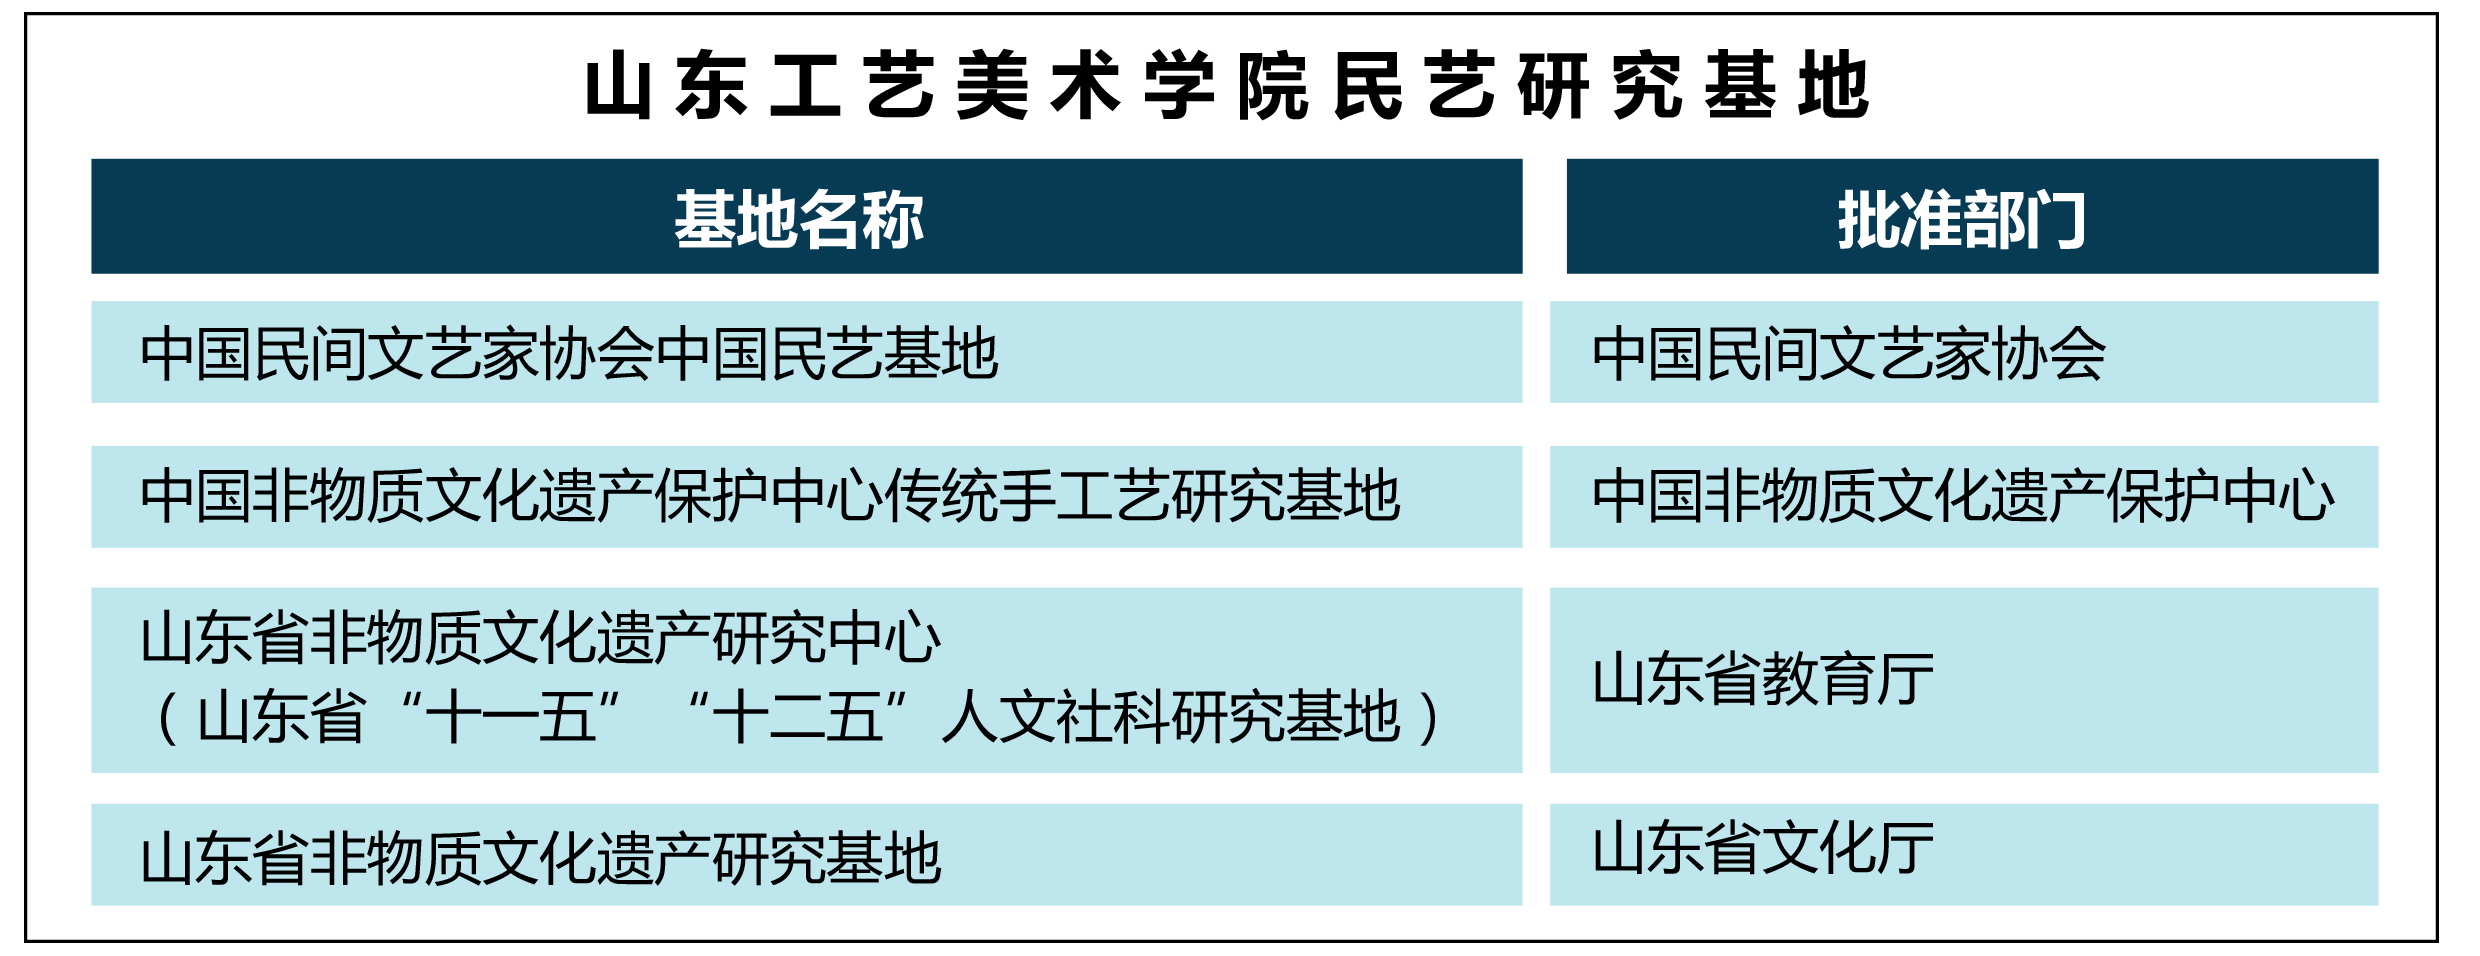 山东工艺美术学院民艺研究基地
基地名称 批准部门
中国民间文艺家协会中国民艺基地 中国民间文艺家协会
中国非物质文化遗产保护中心传统手工艺研究基地 中国非物质文化遗产保护中心
山东省非物质文化遗产研究中心
（山东省“十一五”“十二五”人文社科研究基地） 山东省教育厅
山东省非物质文化遗产研究基地 山东省文化厅